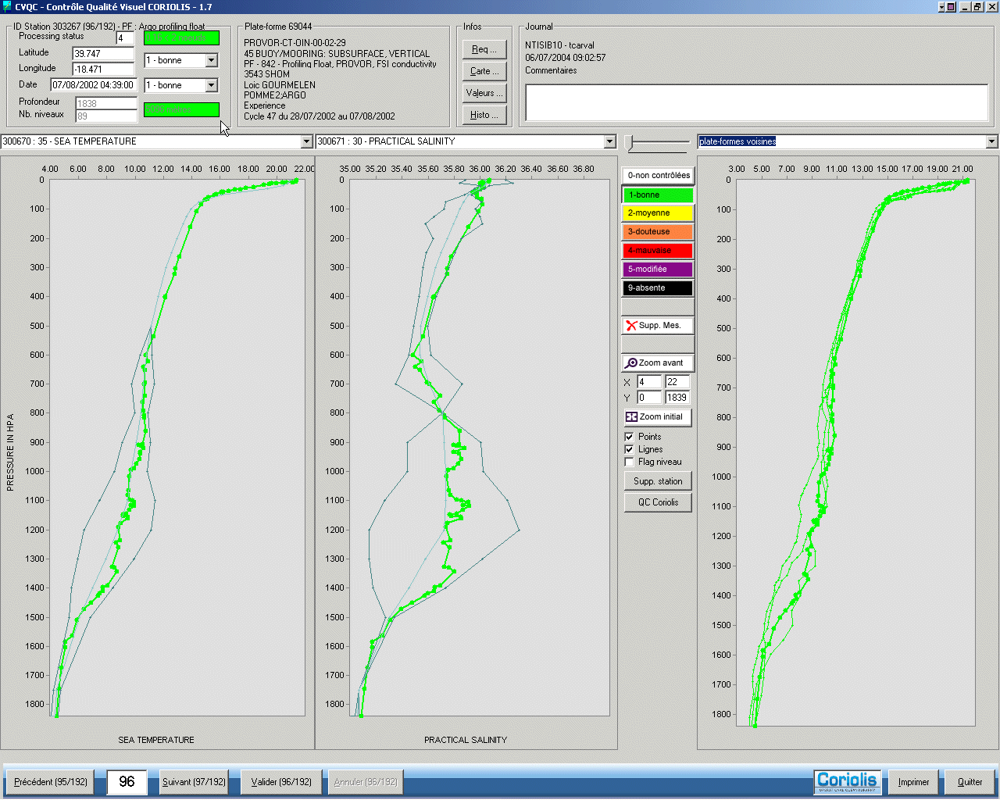 CVQC - Contrôle Qualité Visuel CORIOLIS - 1.7
ID Station 303267 (96/192) - PF : Argo profiling float
Processing status 4
Latitude 39.747
1 - bonne
Longitude -18.471
Date 07/08/2002 04:39:00
1 - bonne
Profondeur 1838
Nb. niveaux 89
Plate-forme 69044
PROVOR-CT-OIN-00-02-29
45 BUOY/MOORING: SUBSURFACE, VERTICAL
PF - 842 - Profiling Float, PROVOR, FSI conductivity
3543 SHOM
Loic GOURMELEN
POMME2;ARGO
Experience
Cycle 47 du 28/07/2002 au 07/08/2002
Infos
Req ...
Carte ...
Valeurs ...
Histo ...
Journal
NTISIB10 - tcarval
06/07/2004 09:02:57
Commentaires
300670 : 35 - SEA TEMPERATURE
300671 : 30 - PRACTICAL SALINITY
plate-formes voisines
4.00 6.00 8.00 10.00 12.00 14.00 16.00 18.00 20.00 22.00
0
100
200
300
400
500
600
700
800
900
1000
1100
1200
1300
1400
1500
1600
1700
1800
PRESSURE IN HPA
SEA TEMPERATURE
35.00 35.20 35.40 35.60 35.80 36.00 36.20 36.40 36.60 36.80
0
100
200
300
400
500
600
700
800
900
1000
1100
1200
1300
1400
1500
1600
1700
1800
PRACTICAL SALINITY
0-non contrôlées
1-bonne
2-moyenne
3-douteuse
4-mauvaise
5-modifiée
9-absente
Supp. Mes.
Zoom avant
X 4 22
Y 0 1839
Zoom initial
Points
Lignes
Flag niveau
Supp. station
QC Coriolis
3.00 5.00 7.00 9.00 11.00 13.00 15.00 17.00 19.00 21.00
0
100
200
300
400
500
600
700
800
900
1000
1100
1200
1300
1400
1500
1600
1700
1800
Précédent (95/192)
96
Suivant (97/192)
Valider (96/192)
Annuler (96/192)
Coriolis
OPERATIONAL OCEANOGRAPHY
Imprimer
Quitter